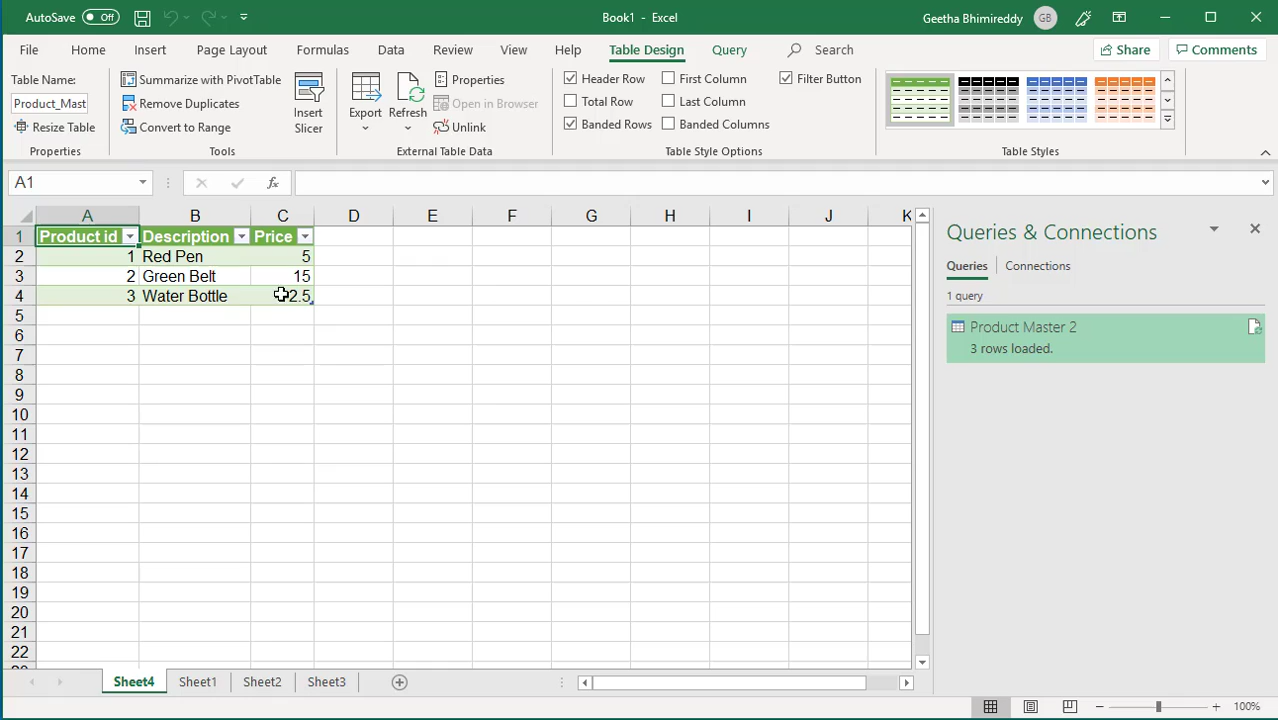 AutoSave Off Book1 - Excel Geetha Bhimireddy GB
File Home Insert Page Layout Formulas Data Review View Help Table Design Query Search Share Comments
Table Name:
Product_Mast
Resize Table
Properties
Summarize with PivotTable
Remove Duplicates
Convert to Range
Insert
Slicer
Tools
Export
Refresh
Properties
Open in Browser
Unlink
External Table Data
Header Row First Column Filter Button
Total Row Last Column
Banded Rows Banded Columns
Table Style Options
Table Styles
A1 fx
A B C D E F G H I J K
1 Product id Description Price
2 1 Red Pen 5
3 2 Green Belt 15
4 3 Water Bottle 2.5
5
6
7
8
9
10
11
12
13
14
15
16
17
18
19
20
21
22
Queries & Connections
Queries Connections
1 query
Product Master 2
3 rows loaded.
Sheet4 Sheet1 Sheet2 Sheet3
100%